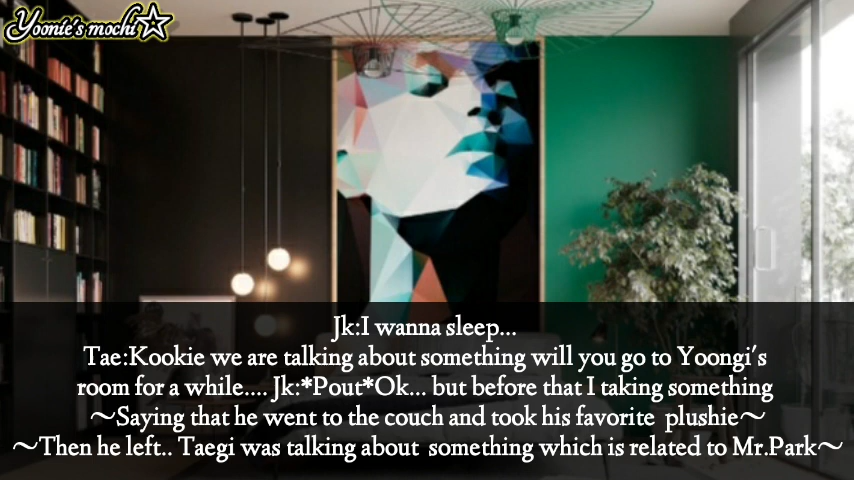 Yoonie's mochi☆
Jk:I wanna sleep...
Tae:Kookie we are talking about something will you go to Yoongi's
room for a while.... Jk:*Pout*Ok... but before that I taking something
~Saying that he went to the couch and took his favorite plushie~
~Then he left.. Taegi was talking about something which is related to Mr.Park~